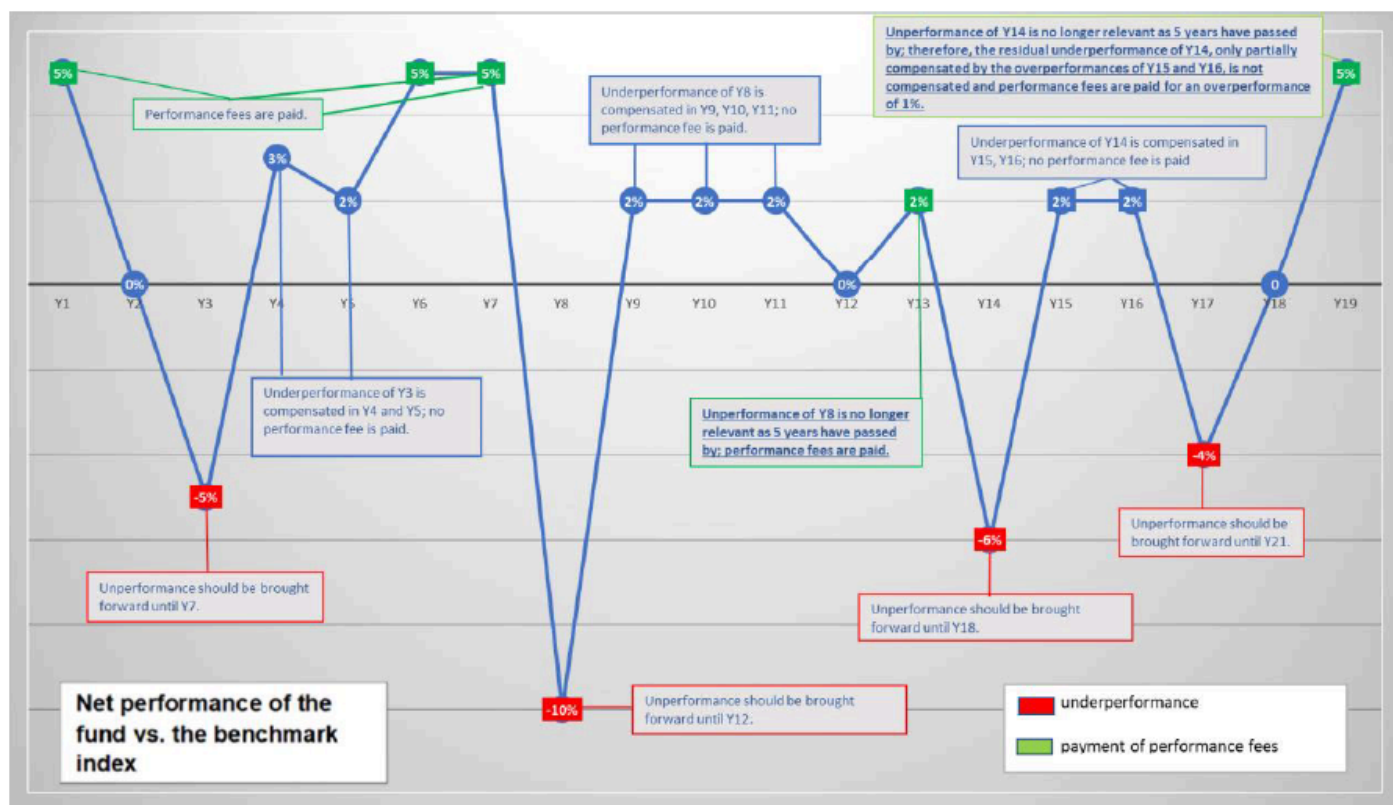 Unperformance of Y14 is no longer relevant as 5 years have passed
by; therefore, the residual underperformance of Y14, only partially
compensated by the overperformances of Y15 and Y16, is not
compensated and performance fees are paid for an overperformance
of 1%.
5%
5%
5%
5%
Performance fees are paid.
Underperformance of Y8 is
compensated in Y9, Y10, Y11; no
performance fee is paid.
Underperformance of Y14 is compensated in
Y15, Y16; no performance fee is paid
3%
2%
2%
2%
2%
2%
2%
2%
0%
0%
0
Y1
Y2
Y3
Y4
Y5
Y6
Y7
Y8
Y9
Y10
Y11
Y12
Y13
Y14
Y15
Y16
Y17
Y18
Y19
Underperformance of Y3 is
compensated in Y4 and Y5; no
performance fee is paid.
Unperformance of Y8 is no longer
relevant as 5 years have passed
by; performance fees are paid.
-4%
-5%
-6%
Unperformance should be
brought forward until Y21.
Unperformance should be brought
forward until Y7.
Unperformance should be brought
forward until Y18.
-10%
Unperformance should be brought
forward until Y12.
Net performance of the
fund vs. the benchmark
index
underperformance
payment of performance fees